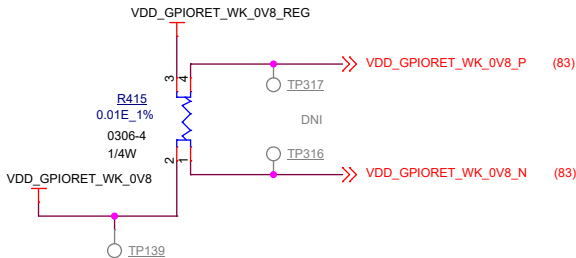 VDD_GPIORET_WK_0V8_REG
VDD_GPIORET_WK_0V8_P (83)
3
4
TP317
R415
0.01E_1%
DNI
0306-4
1/4W
TP316
2
1
VDD_GPIORET_WK_0V8_N (83)
VDD_GPIORET_WK_0V8
TP139